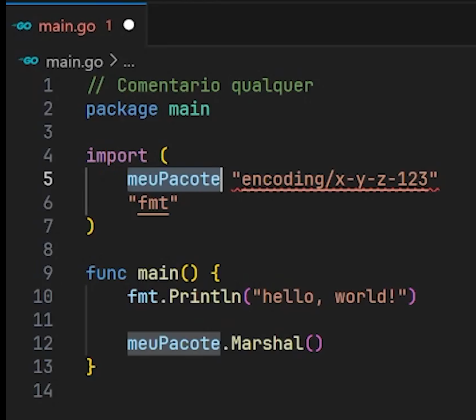 GO main.go 1
GO main.go > ...
1 // Comentario qualquer
2 package main
3
4 import (
5 meuPacote "encoding/x-y-z-123"
6 "fmt"
7 )
8
9 func main() {
10 fmt.Println("hello, world!")
11
12 meuPacote.Marshal()
13 }
14